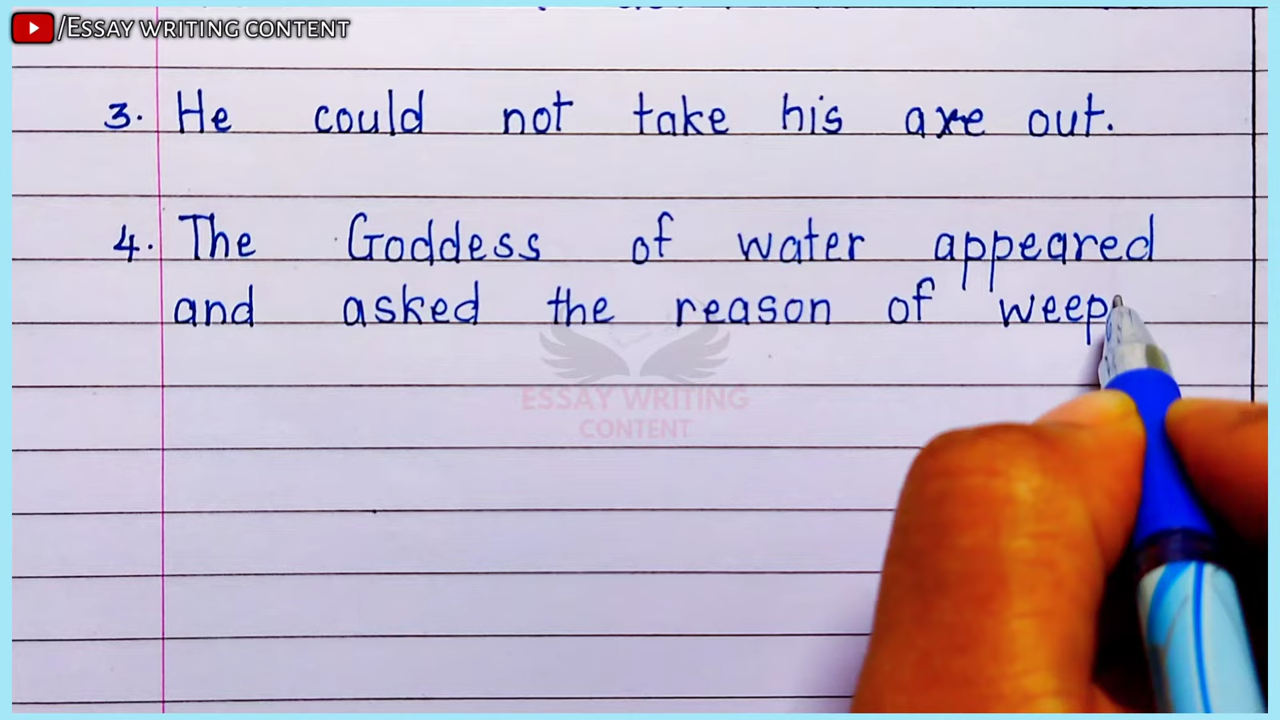 /ESSAY WRITING CONTENT
3. He could not take his axe out.
4. The Goddess of water appeared
and asked the reason of weep
ESSAY WRITING
CONTENT